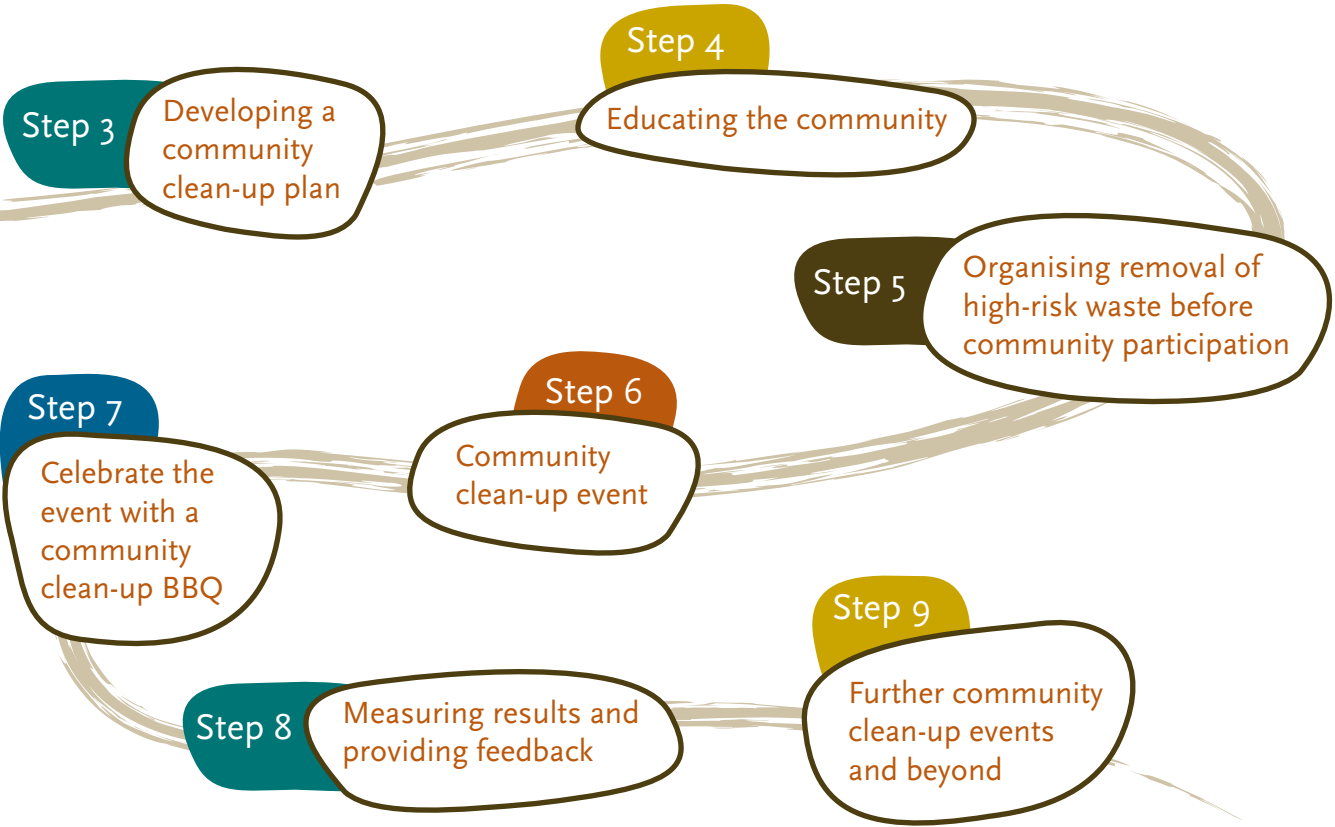 Step 3
Developing a
community
clean-up plan
Step 4
Educating the community
Step 5
Organising removal of
high-risk waste before
community participation
Step 6
Community
clean-up event
Step 7
Celebrate the
event with a
community
clean-up BBQ
Step 8
Measuring results and
providing feedback
Step 9
Further community
clean-up events
and beyond